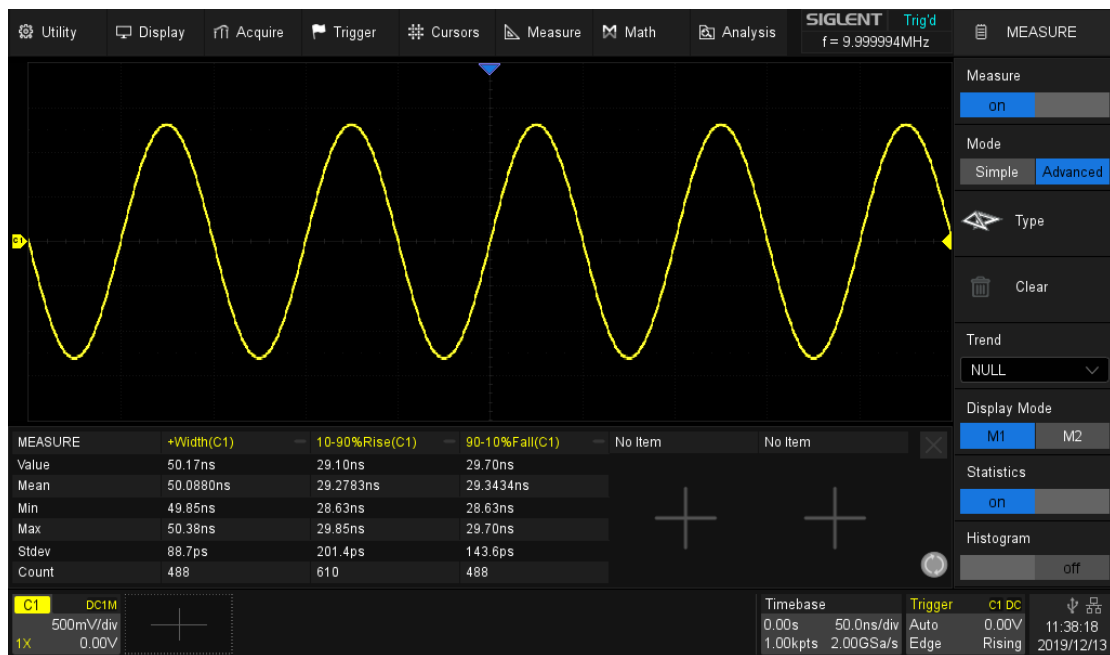 Utility Display Acquire Trigger Cursors Measure Math Analysis SIGLENT Trig'd MEASURE
f = 9.999994MHz
Measure
on
Mode
Simple Advanced
C1
Type
Clear
Trend
NULL
Display Mode
M1 M2
Statistics
on
Histogram
off
MEASURE +Width(C1) 10-90%Rise(C1) 90-10%Fall(C1) No Item No Item
Value 50.17ns 29.10ns 29.70ns
Mean 50.0880ns 29.2783ns 29.3434ns
Min 49.85ns 28.63ns 28.63ns
Max 50.38ns 29.85ns 29.70ns
Stdev 88.7ps 201.4ps 143.6ps
Count 488 610 488
C1 DC1M
500mV/div
1X 0.00V
Timebase
0.00s 50.0ns/div
1.00kpts 2.00GSa/s
Trigger C1 DC
Auto 0.00V
Edge Rising
11:38:18
2019/12/13